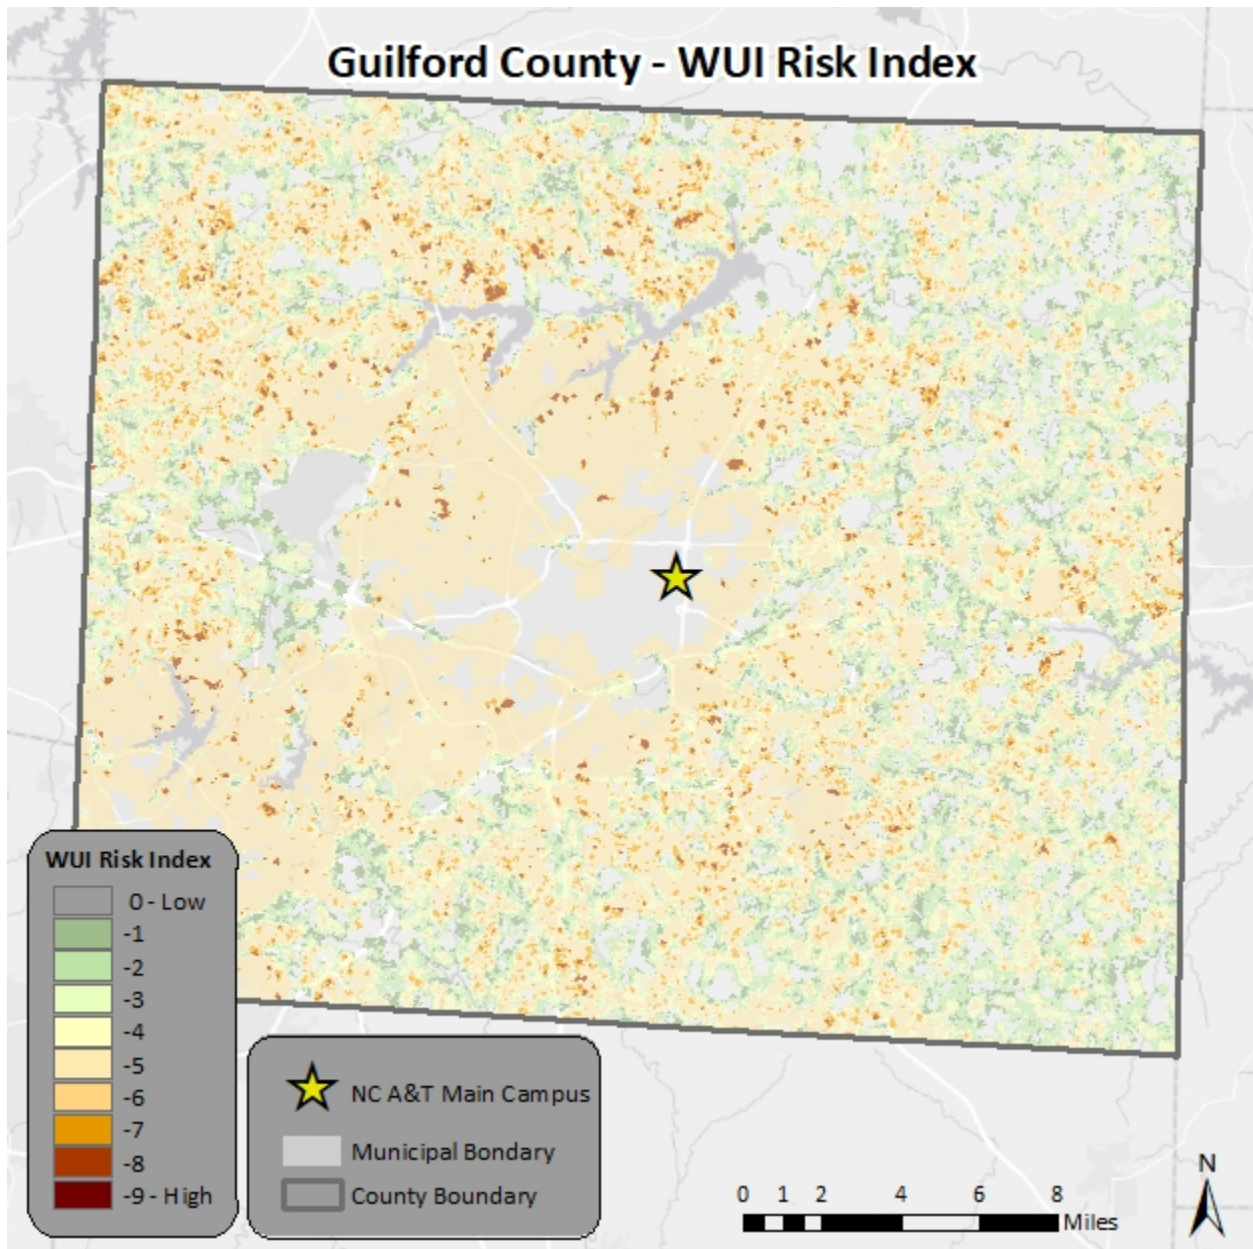 Guilford County - WUI Risk Index
WUI Risk Index
0 - Low
-1
-2
-3
-4
-5
-6
-7
-8
-9 - High
NC A&T Main Campus
Municipal Bondary
County Boundary
0 1 2 4 6 8
Miles
N